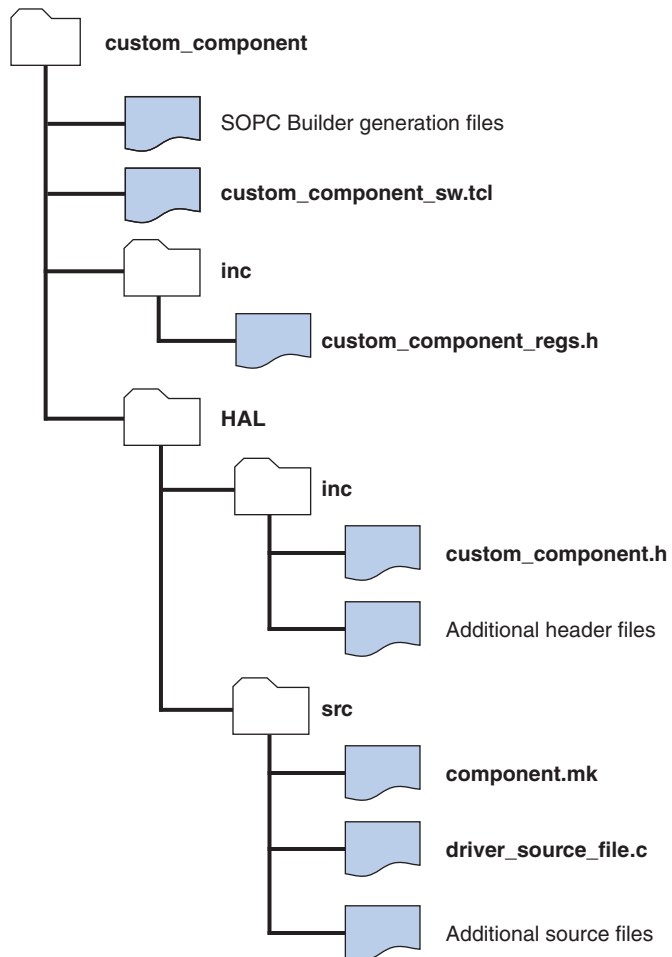 custom_component
SOPC Builder generation files
custom_component_sw.tcl
inc
custom_component_regs.h
HAL
inc
custom_component.h
Additional header files
src
component.mk
driver_source_file.c
Additional source files